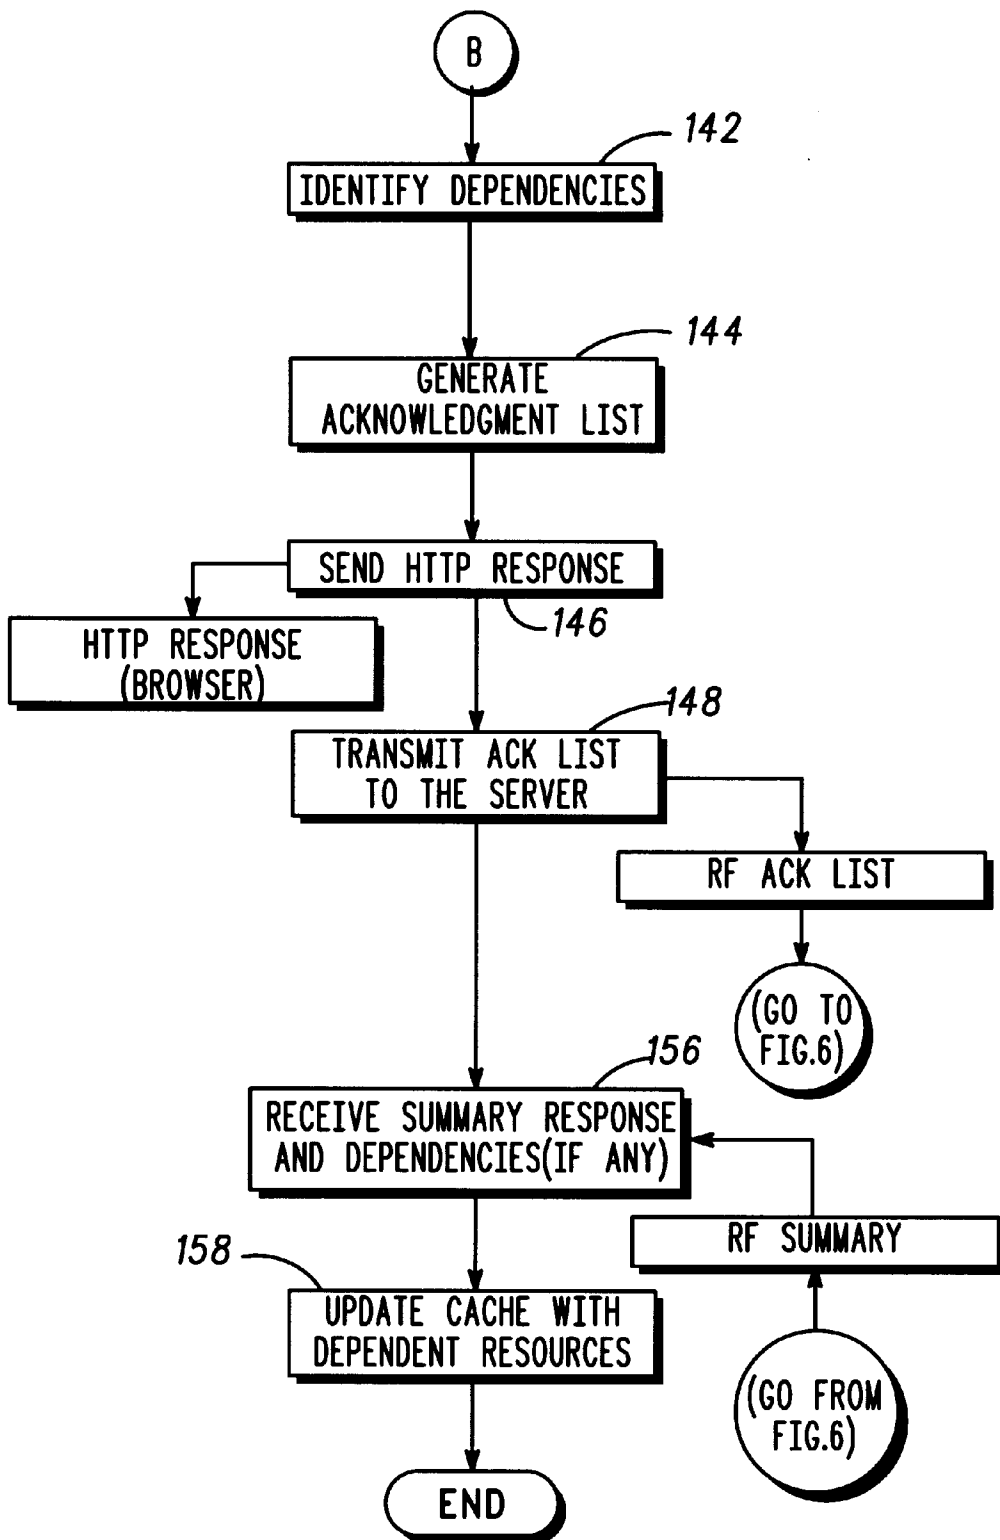 B
142
IDENTIFY DEPENDENCIES
144
GENERATE
ACKNOWLEDGMENT LIST
SEND HTTP RESPONSE
146
HTTP RESPONSE
(BROWSER)
148
TRANSMIT ACK LIST
TO THE SERVER
RF ACK LIST
(GO TO
FIG.6)
156
RECEIVE SUMMARY RESPONSE
AND DEPENDENCIES(IF ANY)
RF SUMMARY
158
UPDATE CACHE WITH
DEPENDENT RESOURCES
(GO FROM
FIG.6)
END